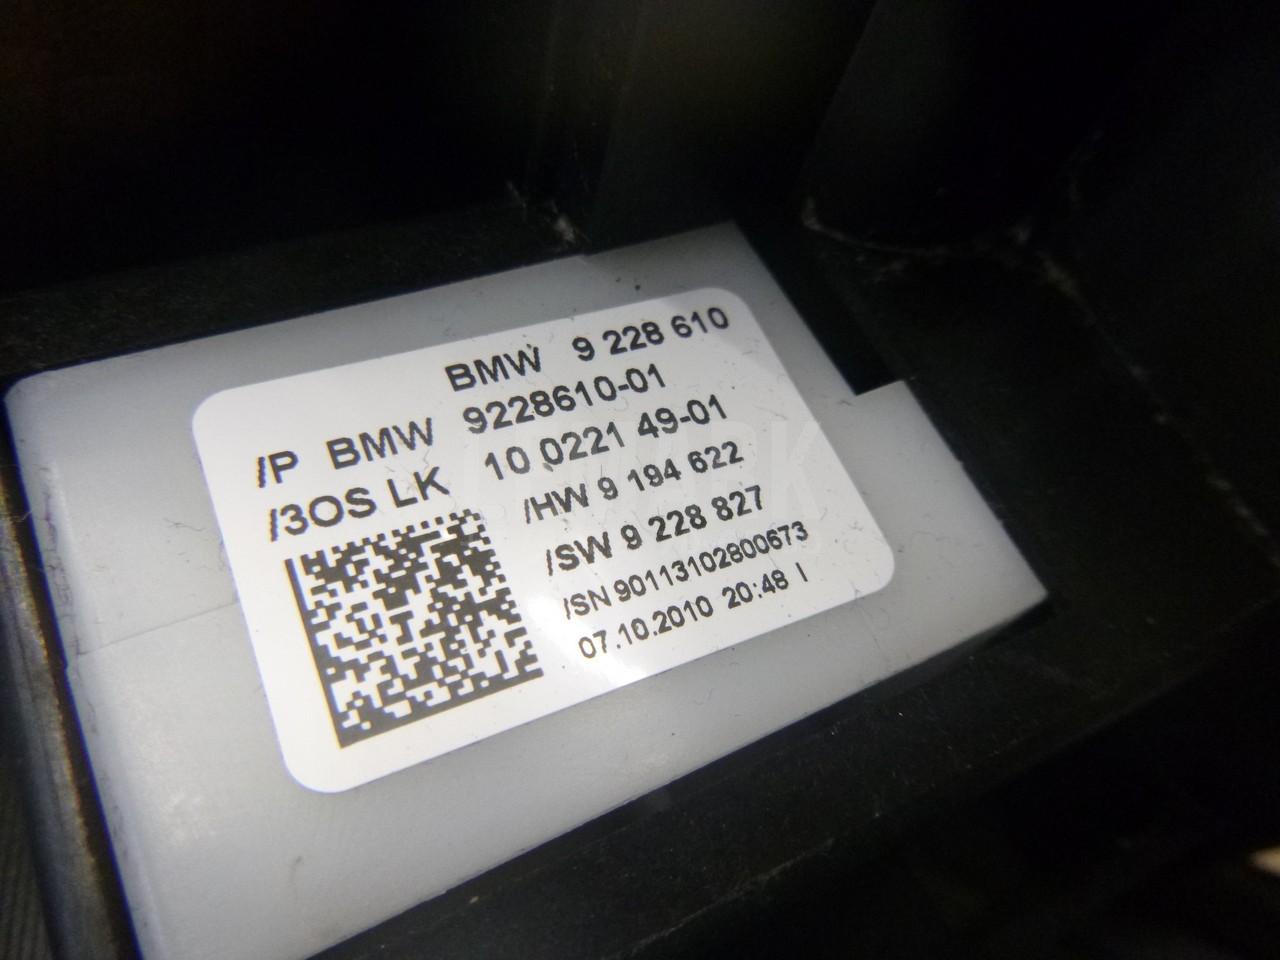 BMW 9 228 610
/P BMW 9228610-01
/3OS LK 10 0221 49-01
/HW 9 194 622
/SW 9 228 827
/SN 90113102800673
07.10.2010 20:48 I